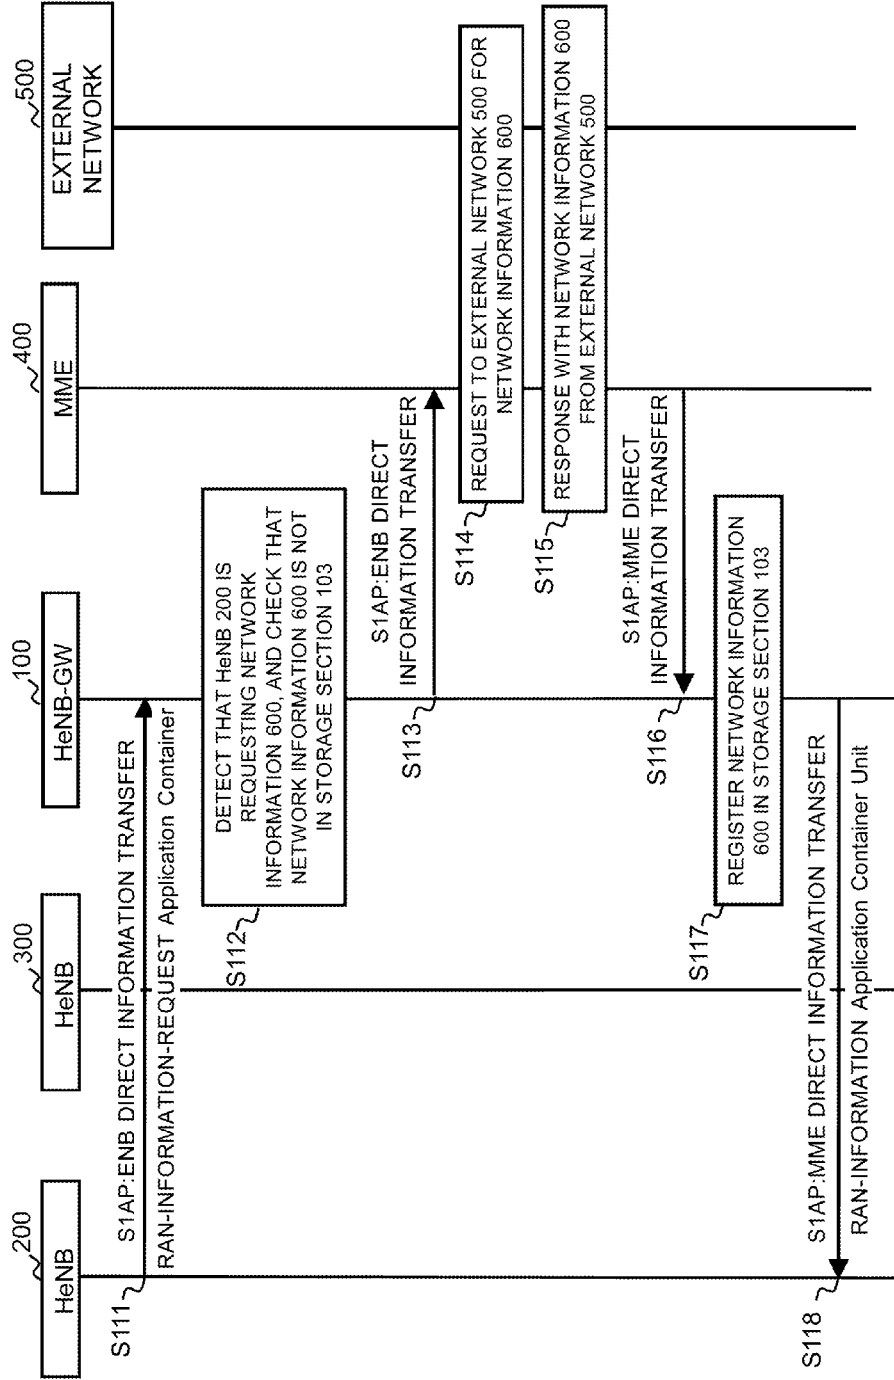 200
HeNB
300
HeNB
100
HeNB-GW
400
MME
500
EXTERNAL
NETWORK
S111
S1AP:ENB DIRECT INFORMATION TRANSFER
RAN-INFORMATION-REQUEST Application Container
S112
DETECT THAT HeNB 200 IS
REQUESTING NETWORK
INFORMATION 600, AND CHECK THAT
NETWORK INFORMATION 600 IS NOT
IN STORAGE SECTION 103
S113
S1AP:ENB DIRECT
INFORMATION TRANSFER
S114
REQUEST TO EXTERNAL NETWORK 500 FOR
NETWORK INFORMATION 600
S115
RESPONSE WITH NETWORK INFORMATION 600
FROM EXTERNAL NETWORK 500
S116
S1AP:MME DIRECT
INFORMATION TRANSFER
S117
REGISTER NETWORK INFORMATION
600 IN STORAGE SECTION 103
S118
S1AP:MME DIRECT INFORMATION TRANSFER
RAN-INFORMATION Application Container Unit